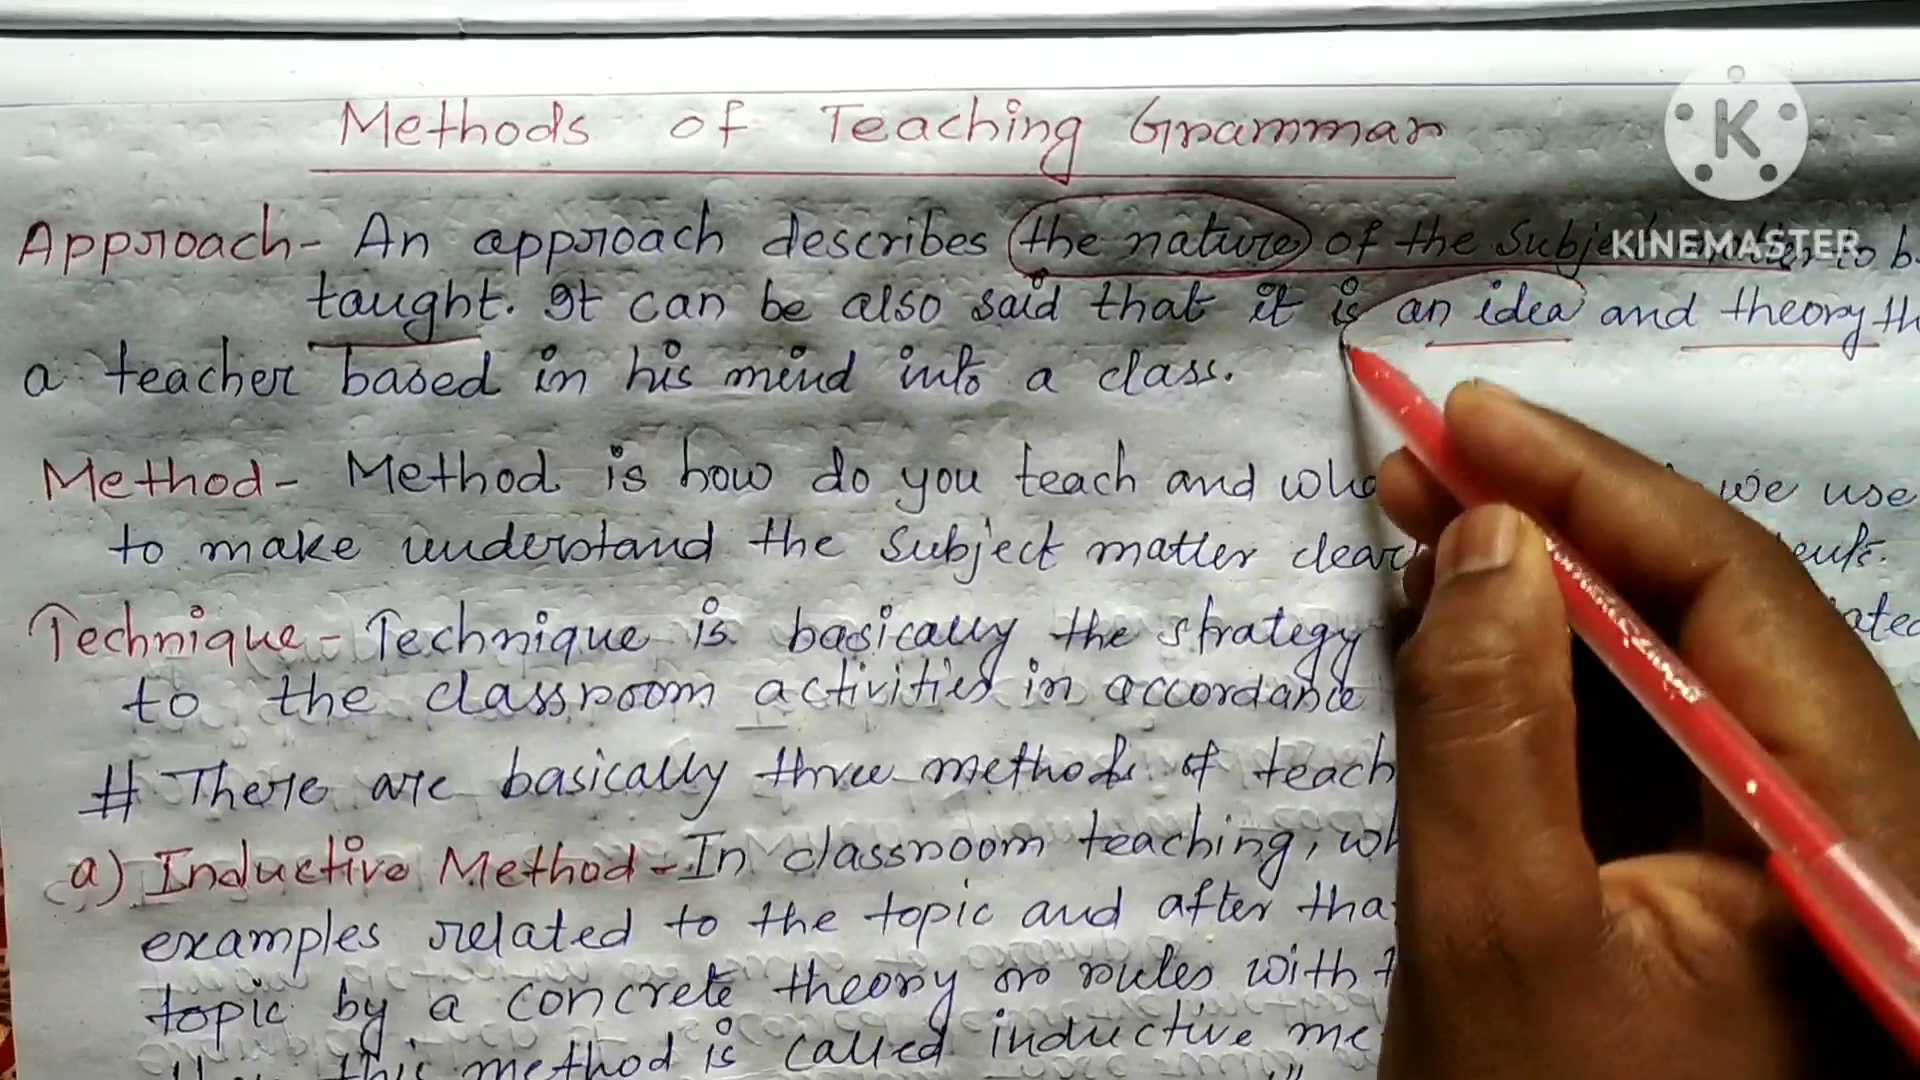 Methods of Teaching Grammar
K
KINEMASTER
Approach- An approach describes the nature of the Subject matter to b
taught. It can be also said that it is an idea and theory th
a teacher based in his mind into a class.
Method- Method is how do you teach and we use
to make understand the Subject matter
Technique- Technique is basically the strategy
to the classroom activities in accordance
# There are basically three methods of teach
a) Inductive Method- In classroom teaching,
examples related to the topic and after
topic by a concrete theory or rules with
this method is called inductive